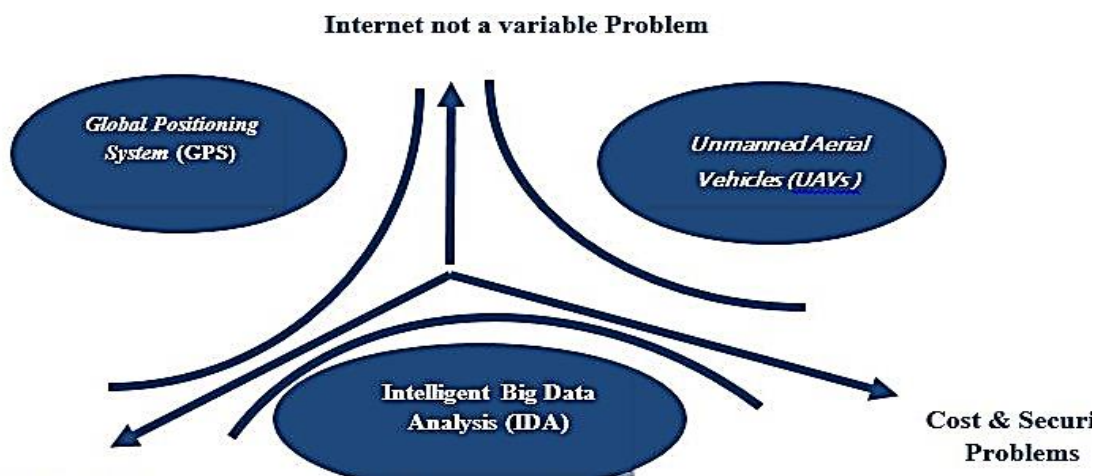 Internet not a variable Problem
Global Positioning
System (GPS)
Unmanned Aerial
Vehicles (UAVs)
Intelligent Big Data
Analysis (IDA)
Cost & Securi
Problems